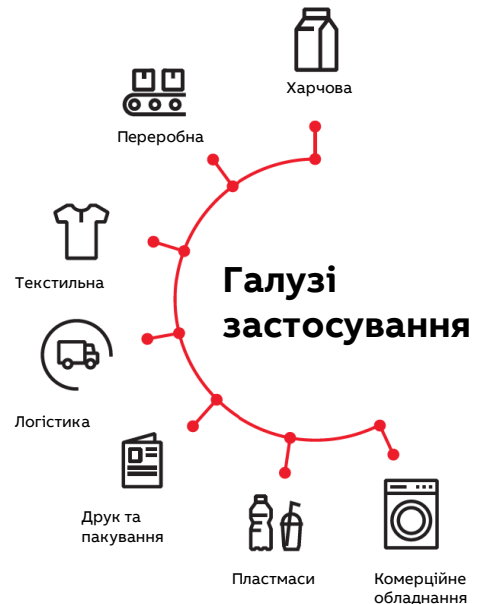 Харчова
Переробна
Текстильна
Галузі
застосування
Логістика
Друк та
пакування
Пластмаси
Комерційне
обладнання